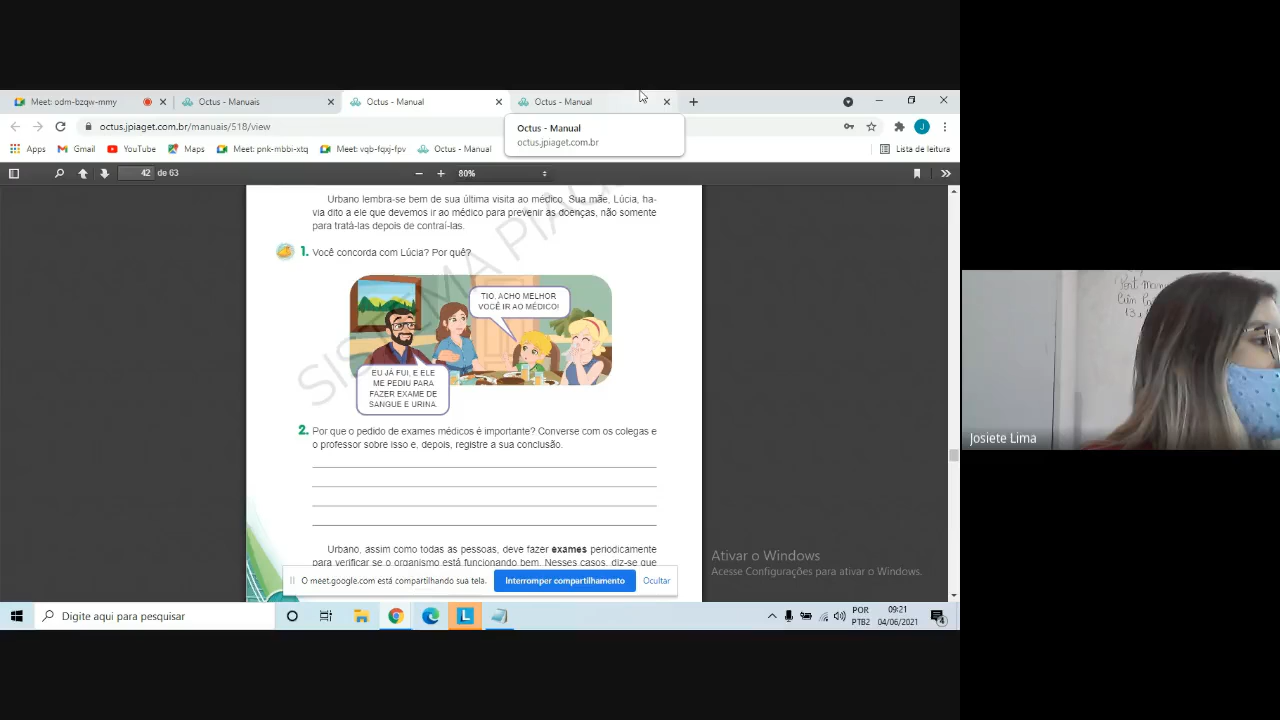 Meet: odm-bzqw-mmy
Octus - Manuais
Octus - Manual
Octus - Manual
octus.jpiaget.com.br/manuais/518/view
Octus - Manual
octus.jpiaget.com.br
Apps
Gmail
YouTube
Maps
Meet: pnk-mbbi-xtq
Meet: vqb-fqxj-fpv
Octus - Manual
Lista de leitura
42 de 63
80%
Urbano lembra-se bem de sua última visita ao médico. Sua mãe, Lúcia, ha-
via dito a ele que devemos ir ao médico para prevenir as doenças, não somente
para tratá-las depois de contraí-las.
1. Você concorda com Lúcia? Por quê?
TIO, ACHO MELHOR
VOCÊ IR AO MÉDICO!
EU JÁ FUI, E ELE
ME PEDIU PARA
FAZER EXAME DE
SANGUE E URINA.
SISTEMA PIAG
2. Por que o pedido de exames médicos é importante? Converse com os colegas e
o professor sobre isso e, depois, registre a sua conclusão.
Urbano, assim como todas as pessoas, deve fazer exames periodicamente
para verificar se o organismo está funcionando bem. Nesses casos, diz-se que
O meet.google.com está compartilhando sua tela.
Interromper compartilhamento
Ocultar
Ativar o Windows
Acesse Configurações para ativar o Windows.
Digite aqui para pesquisar
L
POR
PTB2
09:21
04/06/2021
4
J
Josiete Lima